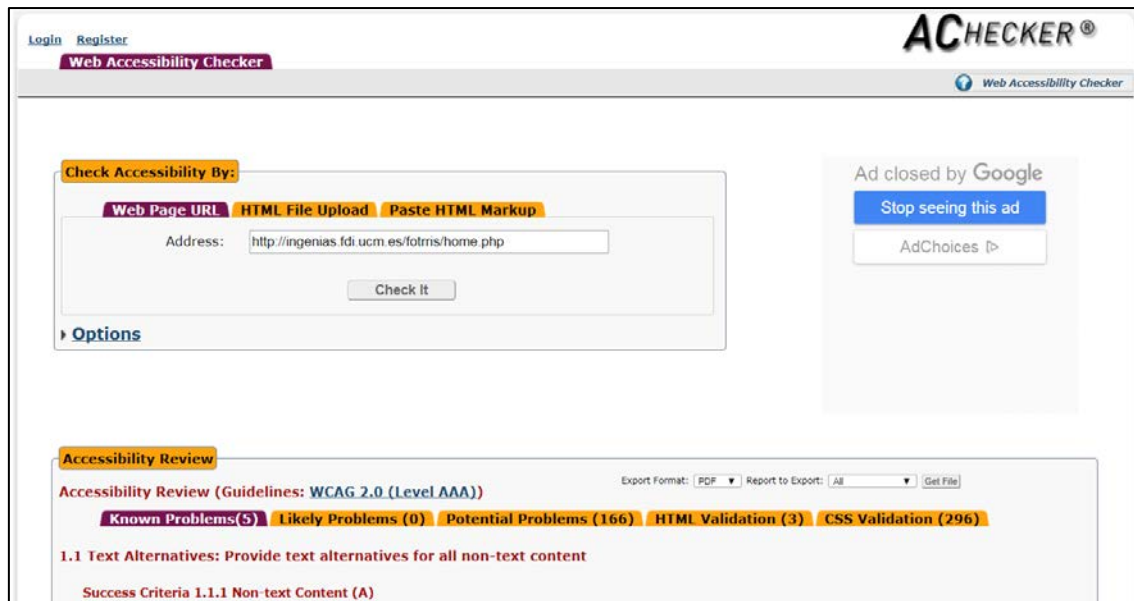 Login Register
ACHECKER ®
Web Accessibility Checker
Web Accessibility Checker
Check Accessibility By:
Web Page URL HTML File Upload Paste HTML Markup
Address: http://ingenias.fdi.ucm.es/fotrris/home.php
Check It
Options
Ad closed by Google
Stop seeing this ad
AdChoices
Accessibility Review
Accessibility Review (Guidelines: WCAG 2.0 (Level AAA))
Export Format: PDF Report to Export: All Get File
Known Problems(5) Likely Problems (0) Potential Problems (166) HTML Validation (3) CSS Validation (296)
1.1 Text Alternatives: Provide text alternatives for all non-text content
Success Criteria 1.1.1 Non-text Content (A)